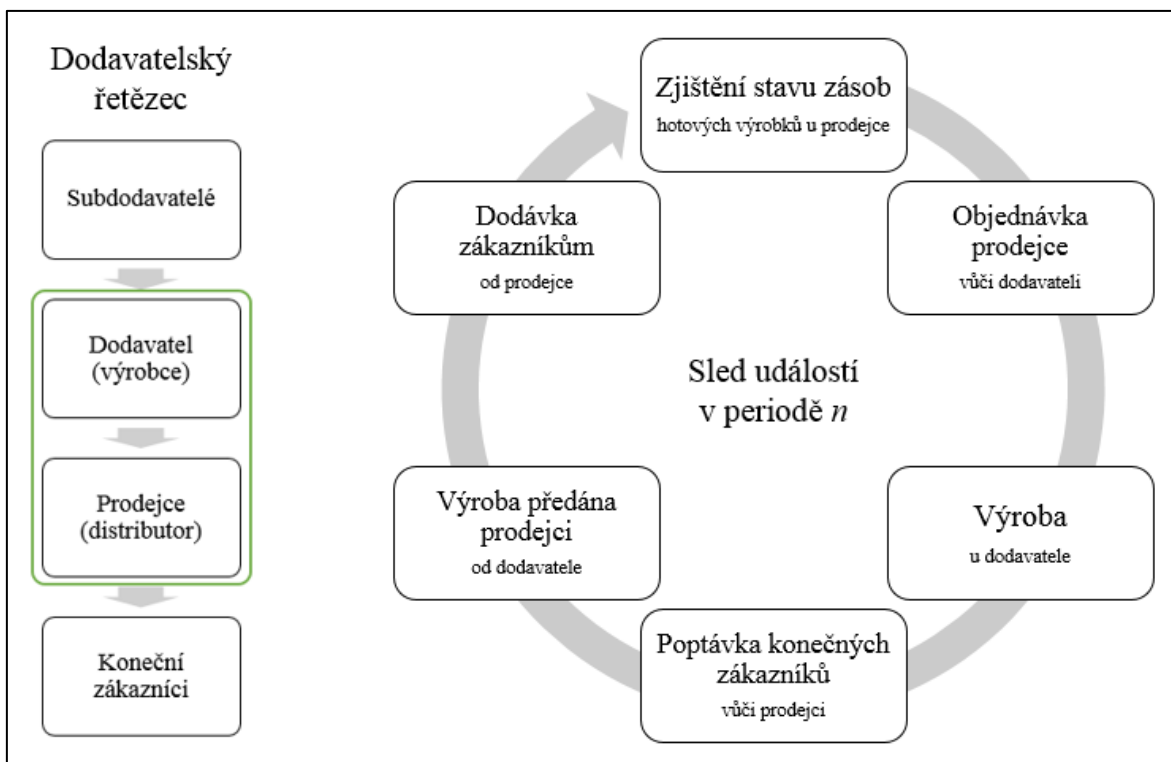 Dodavatelský
řetězec
Subdodavatelé
Dodavatel
(výrobce)
Prodejce
(distributor)
Koneční
zákazníci
Zjištění stavu zásob
hotových výrobků u prodejce
Objednávka
prodejce
vůči dodavateli
Výroba
u dodavatele
Poptávka konečných
zákazníků
vůči prodejci
Výroba předána
prodejci
od dodavatele
Dodávka
zákazníkům
od prodejce
Sled událostí
v periodě n